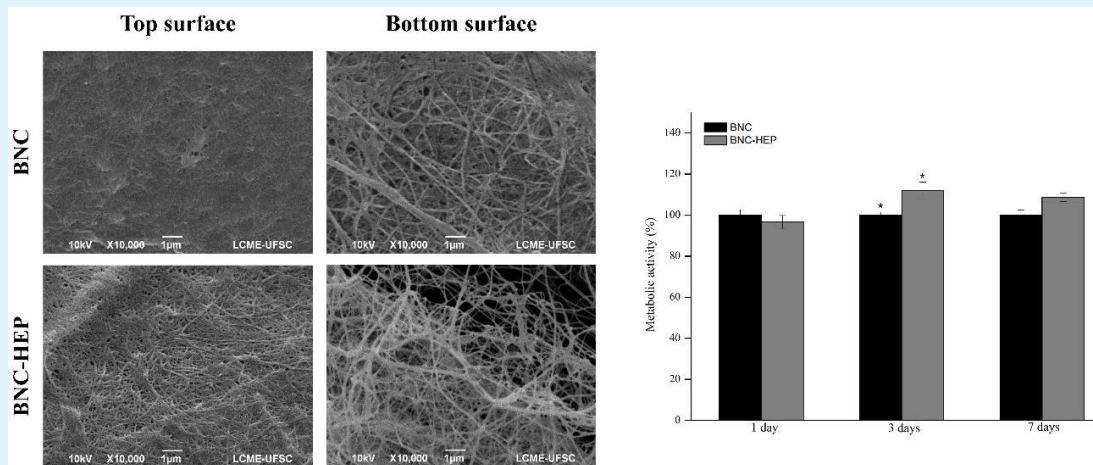 Top surface
Bottom surface
BNC
10kV X10,000 1µm LCME-UFSC
10kV X10,000 1µm LCME-UFSC
BNC-HEP
10kV X10,000 1µm LCME-UFSC
10kV X10,000 1µm LCME-UFSC
BNC
BNC-HEP
Metabolic activity (%)
140
120
100
80
60
40
20
0
*
*
1 day
3 days
7 days